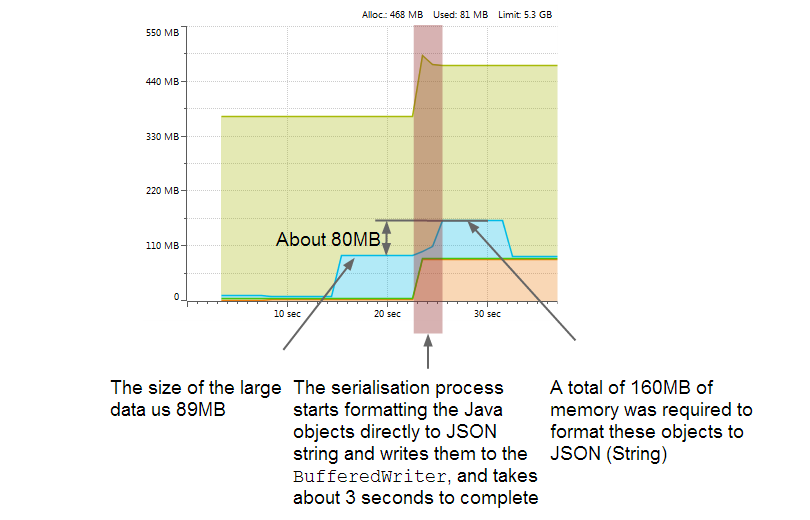 Alloc.: 468 MB Used: 81 MB Limit: 5.3 GB
550 MB
440 MB
330 MB
220 MB
110 MB
0
About 80MB
10 sec 20 sec 30 sec
The size of the large
data us 89MB
The serialisation process
starts formatting the Java
objects directly to JSON
string and writes them to the
BufferedWriter, and takes
about 3 seconds to complete
A total of 160MB of
memory was required to
format these objects to
JSON (String)